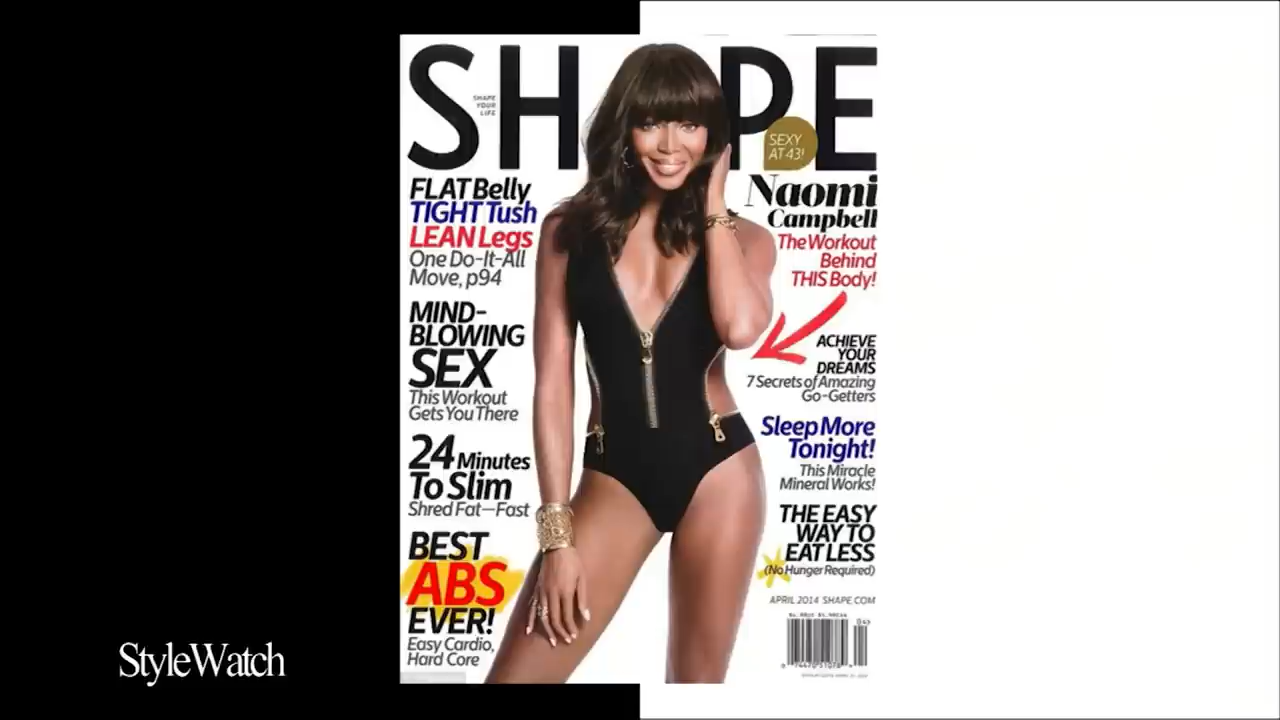 SHAPE
SHAPE
YOUR
LIFE
SEXY
AT 43!
Naomi
Campbell
The Workout
Behind
THIS Body!
FLAT Belly
TIGHT Tush
LEAN Legs
One Do-It-All
Move, p94
MIND-
BLOWING
SEX
This Workout
Gets You There
24 Minutes
To Slim
Shred Fat—Fast
BEST
ABS
EVER!
Easy Cardio,
Hard Core
ACHIEVE
YOUR
DREAMS
7 Secrets of Amazing
Go-Getters
Sleep More
Tonight!
This Miracle
Mineral Works!
THE EASY
WAY TO
EAT LESS
(No Hunger Required)
APRIL 2014 SHAPE.COM
StyleWatch